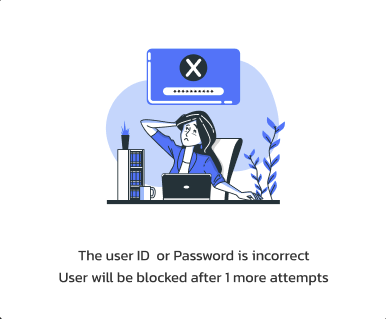 The user ID or Password is incorrect
User will be blocked after 1 more attempts